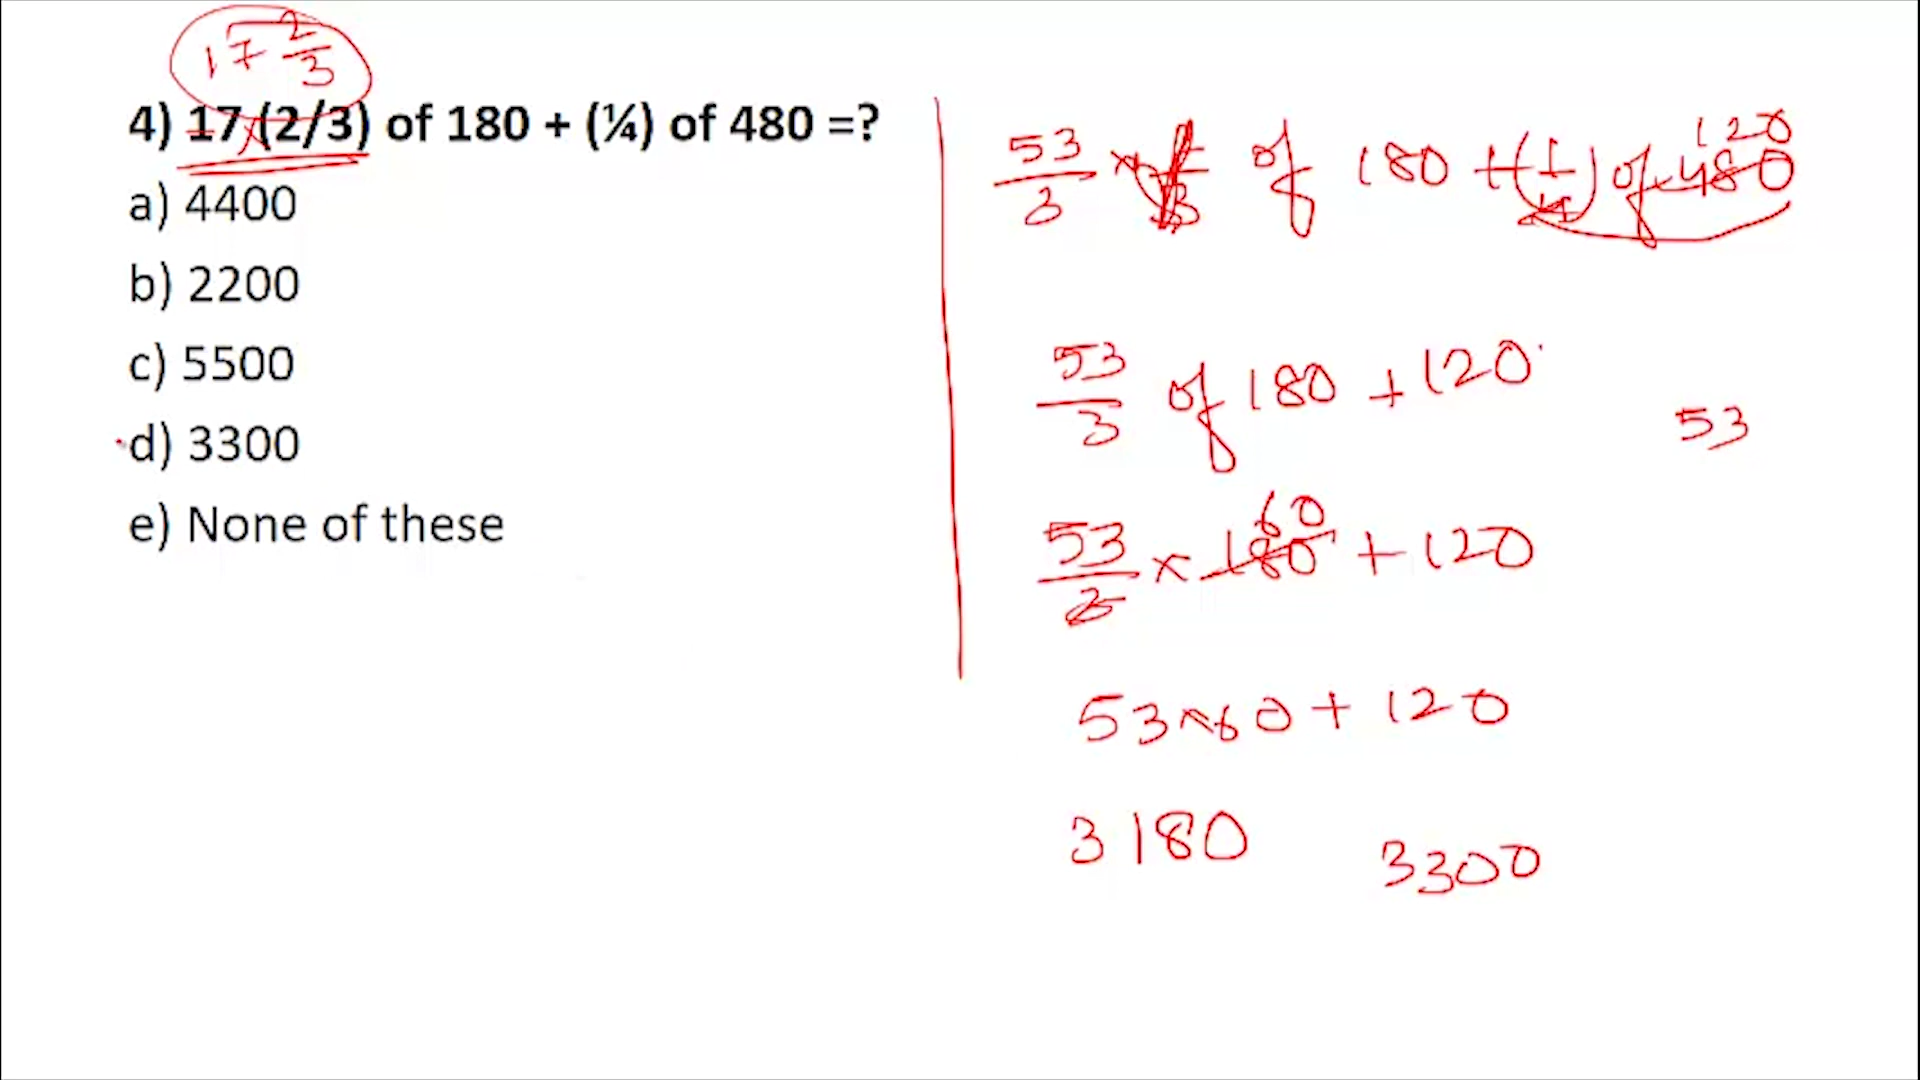 17 2/3
4) 17 (2/3) of 180 + (¼) of 480 =?
a) 4400
b) 2200
c) 5500
d) 3300
e) None of these
120
53/3 × of 180 + (1/4) of 480
53/3 of 180 + 120
53
60
53/3 × 180 + 120
53×60 + 120
3180
3300